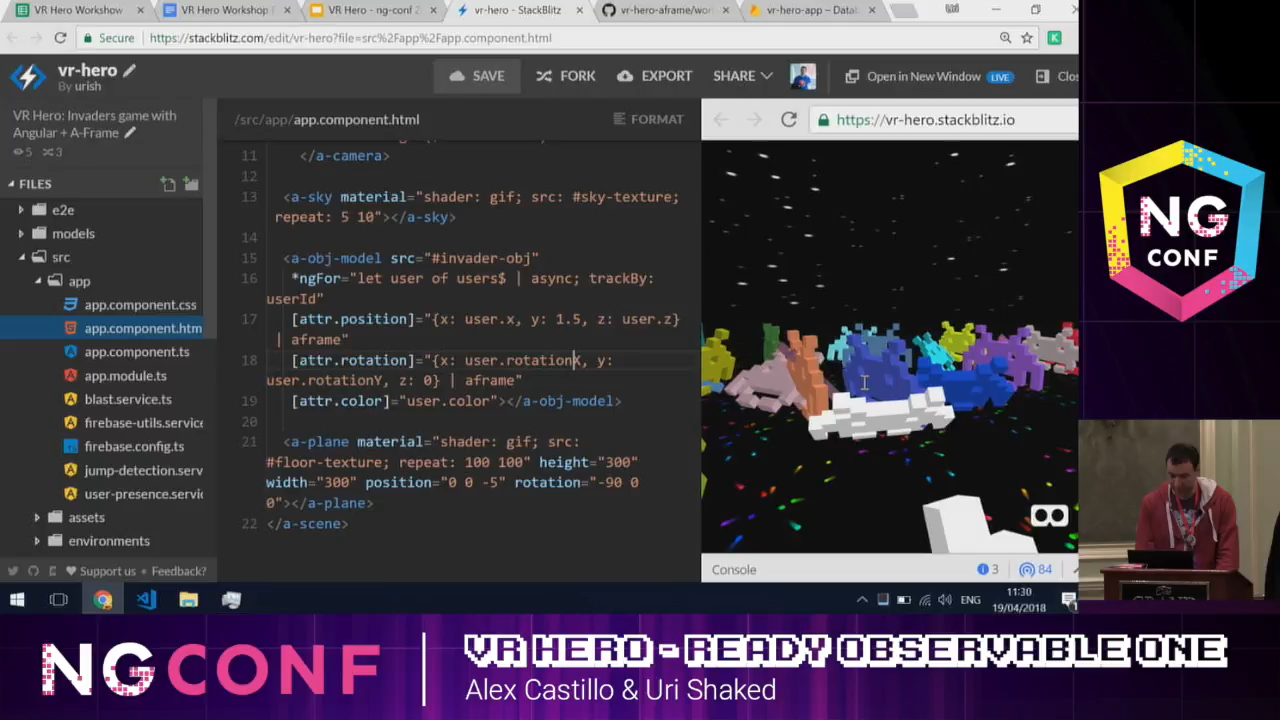 VR Hero Workshop
VR Hero Workshop
VR Hero - ng-conf 2
vr-hero - StackBlitz
vr-hero-aframe/wor
vr-hero-app – Datab
Secure
https://stackblitz.com/edit/vr-hero?file=src%2Fapp%2Fapp.component.html
vr-hero
By urish
SAVE
FORK
EXPORT
SHARE
Open in New Window
LIVE
Clos
VR Hero: Invaders game with
Angular + A-Frame
5
3
FILES
e2e
models
src
app
app.component.css
app.component.htm
app.component.ts
app.module.ts
blast.service.ts
firebase-utils.service
firebase.config.ts
jump-detection.serv
user-presence.servic
assets
environments
Support us
Feedback?
/src/app/app.component.html
FORMAT
11 </a-camera>
12
13 <a-sky material="shader: gif; src: #sky-texture;
repeat: 5 10"></a-sky>
14
15 <a-obj-model src="#invader-obj"
16 *ngFor="let user of users$ | async; trackBy:
userId"
17 [attr.position]="{x: user.x, y: 1.5, z: user.z}
| aframe"
18 [attr.rotation]="{x: user.rotationX, y:
user.rotationY, z: 0} | aframe"
19 [attr.color]="user.color"></a-obj-model>
20
21 <a-plane material="shader: gif; src:
#floor-texture; repeat: 100 100" height="300"
width="300" position="0 0 -5" rotation="-90 0
0"></a-plane>
22 </a-scene>
https://vr-hero.stackblitz.io
Console
3
84
ENG
11:30
19/04/2018
NG
CONF
NGCONF
VR HERO - READY OBSERVABLE ONE
Alex Castillo & Uri Shaked